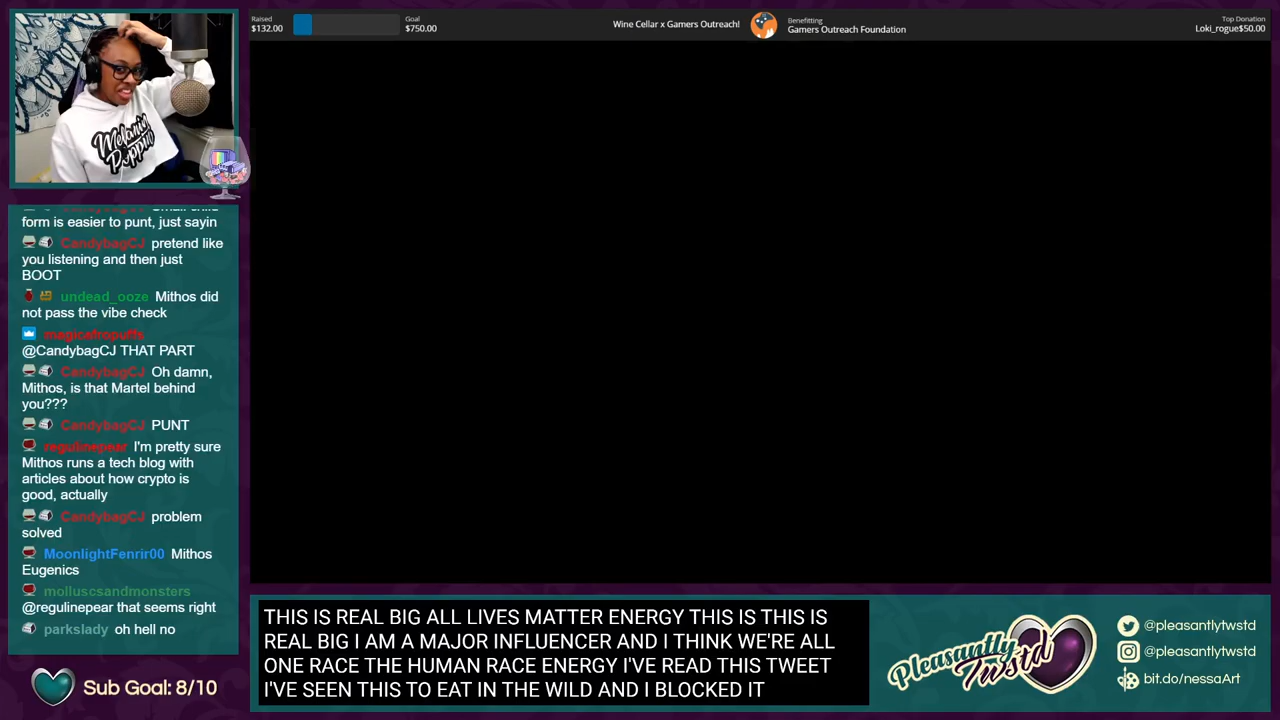 Raised
$132.00
Goal
$750.00
Wine Cellar x Gamers Outreach!
Benefitting
Gamers Outreach Foundation
Top Donation
Loki_rogue$50.00
Melanin
Poppin
form is easier to punt, just sayin
CandybagCJ pretend like
you listening and then just
BOOT
undead_ooze Mithos did
not pass the vibe check
magicafropuffs
@CandybagCJ THAT PART
CandybagCJ Oh damn,
Mithos, is that Martel behind
you???
CandybagCJ PUNT
regulinepear I'm pretty sure
Mithos runs a tech blog with
articles about how crypto is
good, actually
CandybagCJ problem
solved
MoonlightFenrir00 Mithos
Eugenics
molluscsandmonsters
@regulinepear that seems right
parkslady oh hell no
Sub Goal: 8/10
THIS IS REAL BIG ALL LIVES MATTER ENERGY THIS IS THIS IS
REAL BIG I AM A MAJOR INFLUENCER AND I THINK WE'RE ALL
ONE RACE THE HUMAN RACE ENERGY I'VE READ THIS TWEET
I'VE SEEN THIS TO EAT IN THE WILD AND I BLOCKED IT
Pleasantly
Twstd
@pleasantlytwstd
@pleasantlytwstd
bit.do/nessaArt